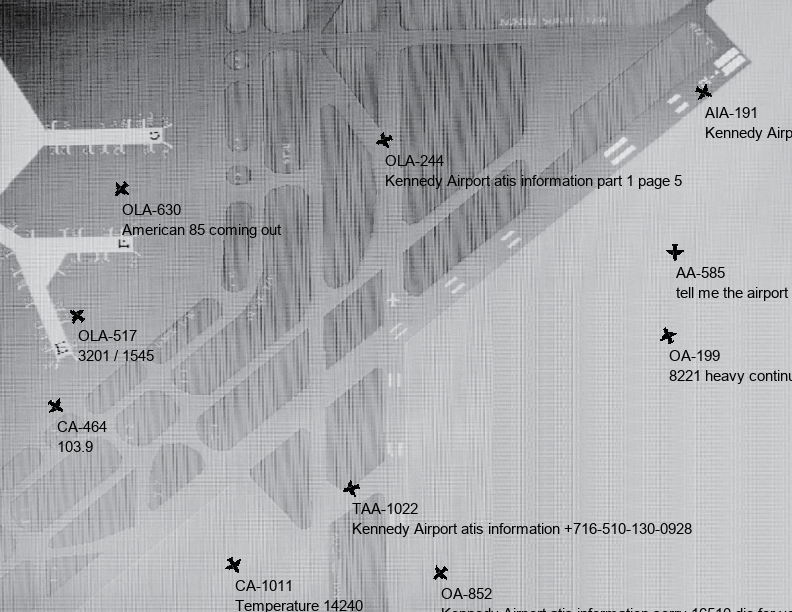 AIA-191
Kennedy Airp
OLA-244
Kennedy Airport atis information part 1 page 5
OLA-630
American 85 coming out
AA-585
tell me the airport
OLA-517
3201 / 1545
OA-199
8221 heavy continu
CA-464
103.9
TAA-1022
Kennedy Airport atis information +716-510-130-0928
CA-1011
Temperature 14240
OA-852